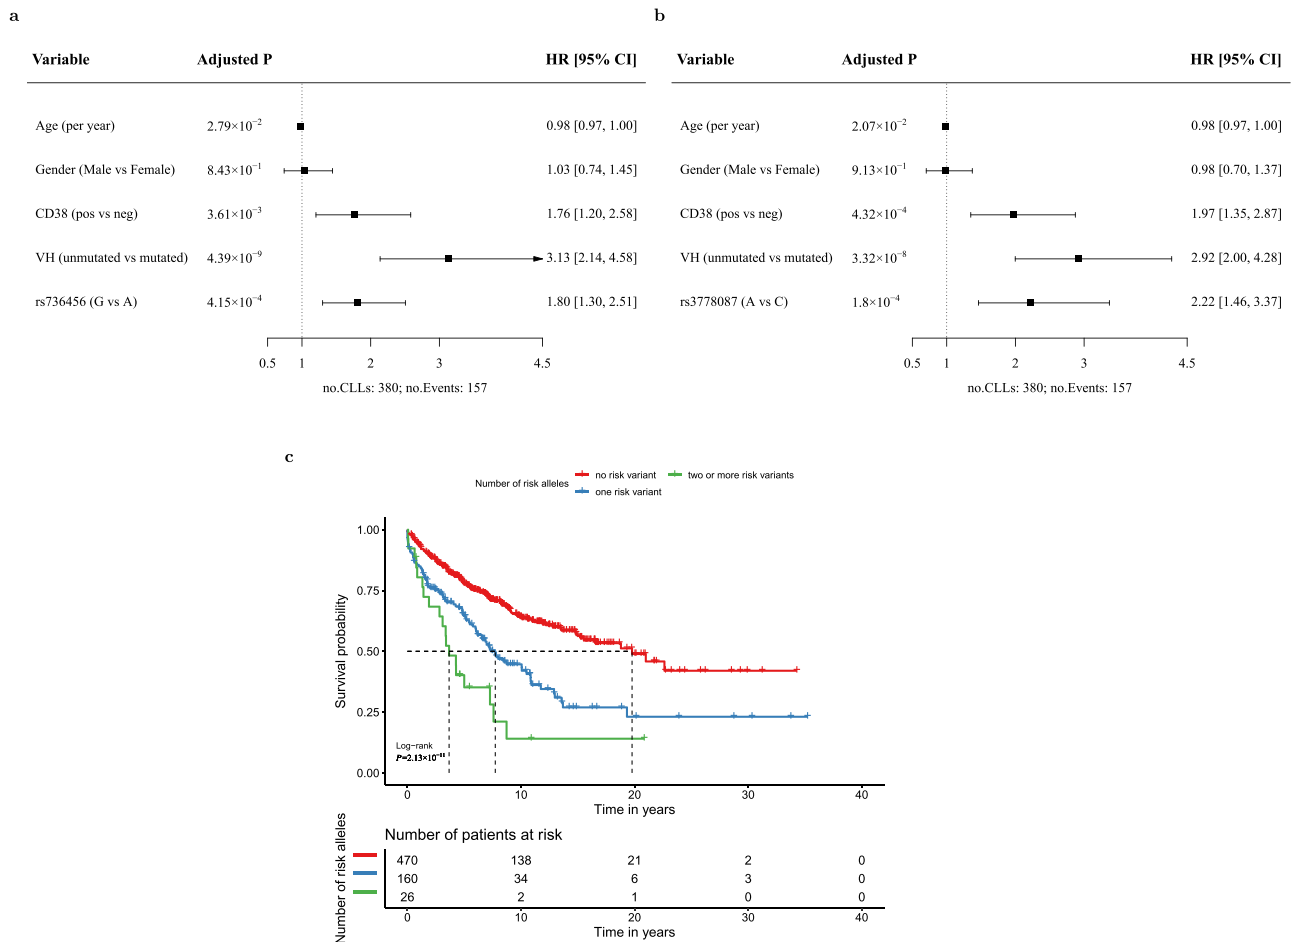 a
Variable Adjusted P HR [95% CI]
Age (per year) 2.79×10⁻² 0.98 [0.97, 1.00]
Gender (Male vs Female) 8.43×10⁻¹ 1.03 [0.74, 1.45]
CD38 (pos vs neg) 3.61×10⁻³ 1.76 [1.20, 2.58]
VH (unmutated vs mutated) 4.39×10⁻⁹ 3.13 [2.14, 4.58]
rs736456 (G vs A) 4.15×10⁻⁴ 1.80 [1.30, 2.51]
0.5 1 2 3 4.5
no.CLLs: 380; no.Events: 157
b
Variable Adjusted P HR [95% CI]
Age (per year) 2.07×10⁻² 0.98 [0.97, 1.00]
Gender (Male vs Female) 9.13×10⁻¹ 0.98 [0.70, 1.37]
CD38 (pos vs neg) 4.32×10⁻⁴ 1.97 [1.35, 2.87]
VH (unmutated vs mutated) 3.32×10⁻⁸ 2.92 [2.00, 4.28]
rs3778087 (A vs C) 1.8×10⁻⁴ 2.22 [1.46, 3.37]
0.5 1 2 3 4.5
no.CLLs: 380; no.Events: 157
c
Number of risk alleles no risk variant two or more risk variants
one risk variant
Survival probability
1.00
0.75
0.50
0.25
0.00
Log−rank
P=2.13×10⁻¹¹
0 10 20 30 40
Time in years
Number of risk alleles
Number of patients at risk
470 138 21 2 0
160 34 6 3 0
26 2 1 0 0
0 10 20 30 40
Time in years